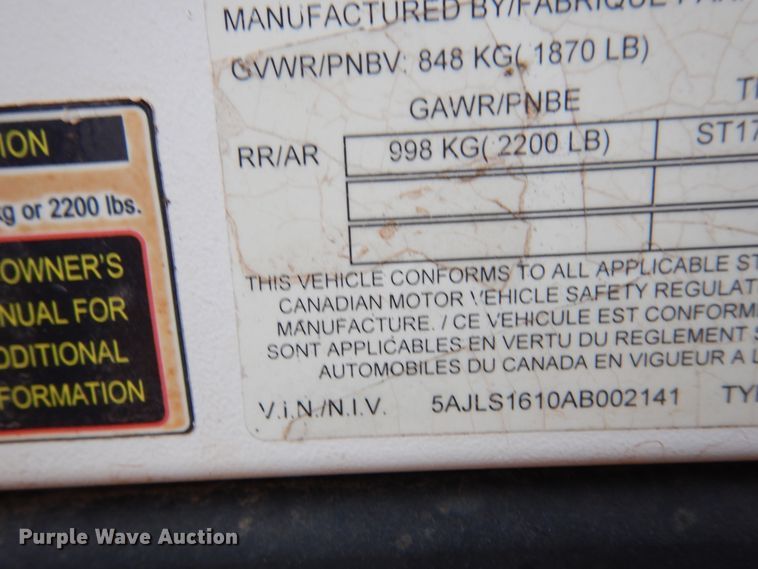 MANUFACTURED BY/FABRIQUE PAR
GVWR/PNBV: 848 KG( 1870 LB)
GAWR/PNBE
RR/AR 998 KG( 2200 LB) ST17
THIS VEHICLE CONFORMS TO ALL APPLICABLE ST
CANADIAN MOTOR VEHICLE SAFETY REGULAT
MANUFACTURE. / CE VEHICULE EST CONFORM
SONT APPLICABLES EN VERTU DU REGLEMENT S
AUTOMOBILES DU CANADA EN VIGUEUR A L
V.I.N./N.I.V. 5AJLS1610AB002141 TY
ION
kg or 2200 lbs.
OWNER'S
NUAL FOR
DDITIONAL
FORMATION
Purple Wave Auction